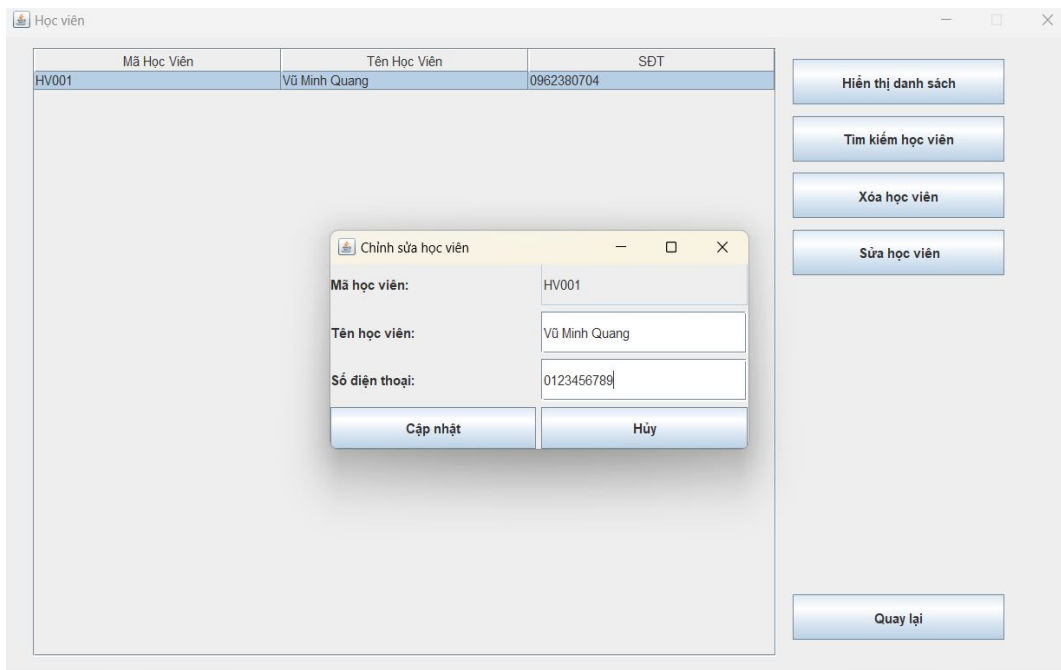 Học viên
Mã Học Viên Tên Học Viên SĐT
HV001 Vũ Minh Quang 0962380704
Hiển thị danh sách
Tìm kiếm học viên
Xóa học viên
Sửa học viên
Chỉnh sửa học viên
Mã học viên: HV001
Tên học viên: Vũ Minh Quang
Số điện thoại: 0123456789
Cập nhật Hủy
Quay lại